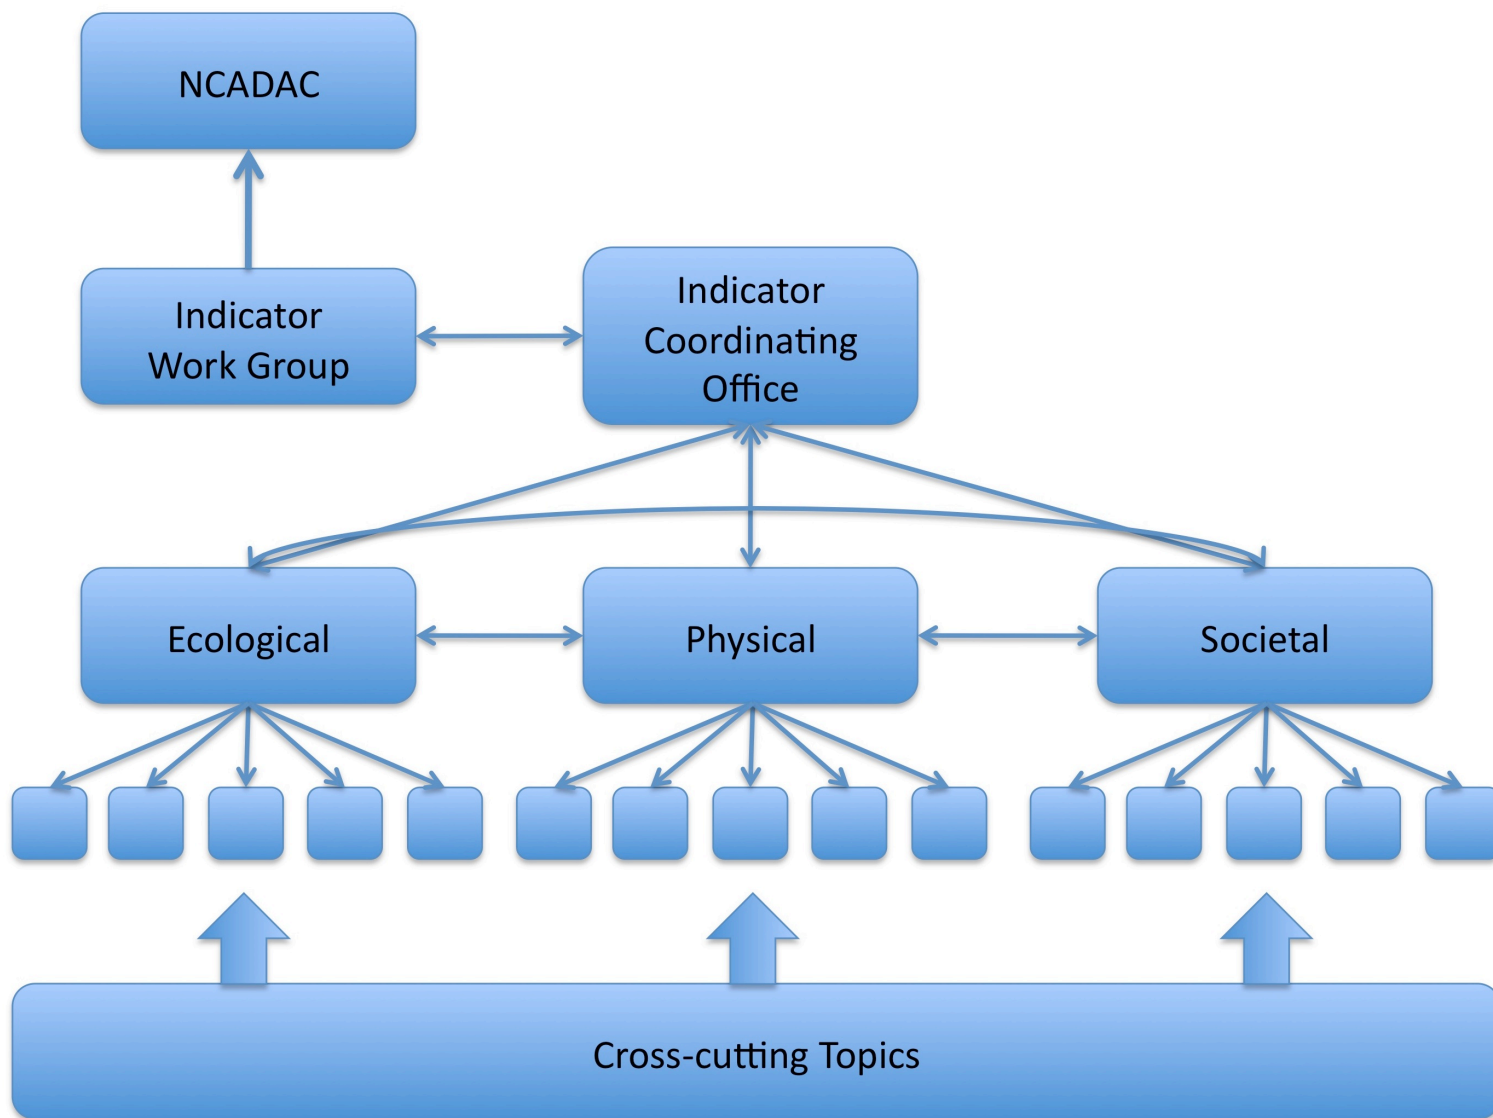 NCADAC
Indicator
Work Group
Indicator
Coordinating
Office
Ecological
Physical
Societal
Cross-cutting Topics